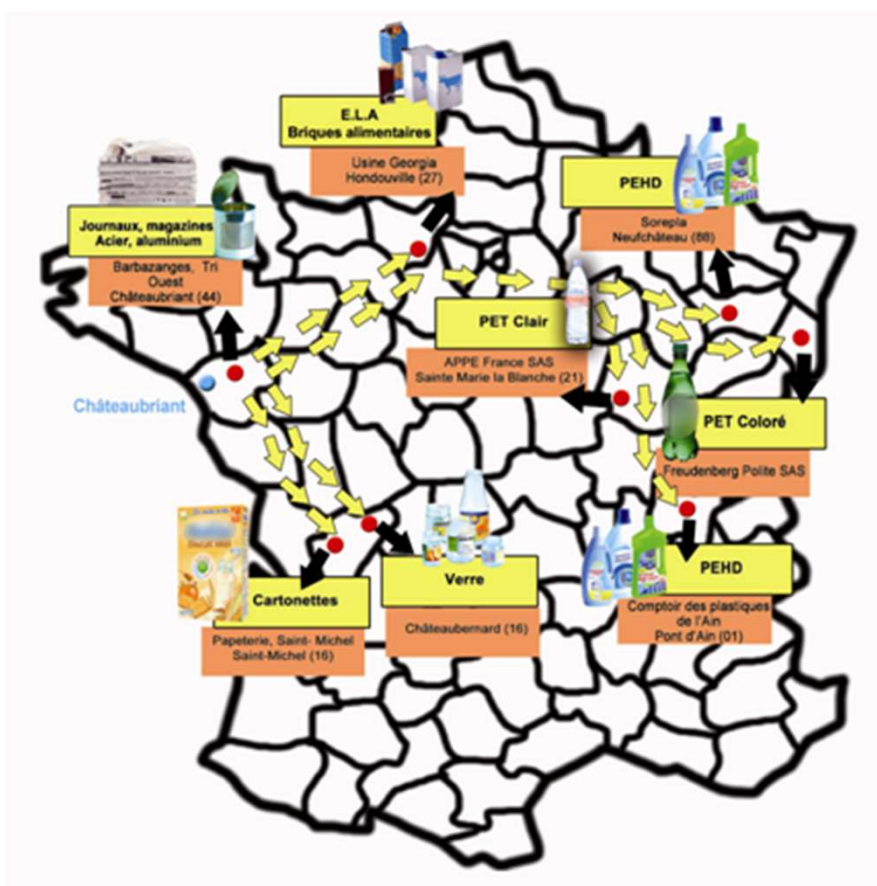 E.L.A
Briques alimentaires
Usine Georgia
Hondouville (27)
PEHD
Sorepla
Neufchâteau (88)
Journaux, magazines
Acier, aluminium
Barbazanges, Tri
Ouest
Châteaubriant (44)
PET Clair
APPE France SAS
Sainte Marie la Blanche (21)
Châteaubriant
PET Coloré
Freudenberg Polite SAS
Verre
Châteaubernard (16)
Cartonettes
Papeterie, Saint- Michel
Saint-Michel (16)
PEHD
Comptoir des plastiques
de l'Ain
Pont d'Ain (01)